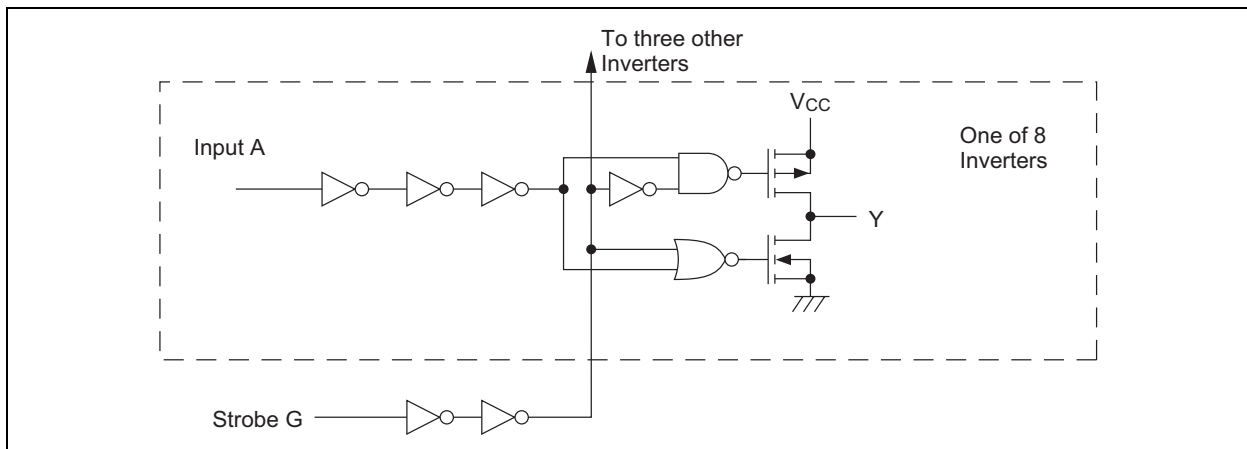 To three other
Inverters
VCC
Input A
One of 8
Inverters
Y
Strobe G